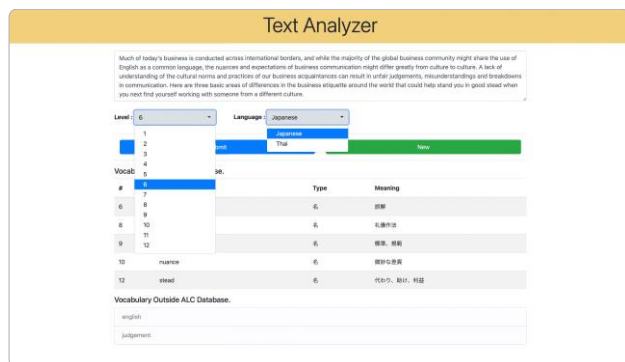 Text Analyzer
Much of today's business is conducted across international borders, and while the majority of the global business community might share the use of
English as a common language, the nuances and expectations of business communication might differ greatly from culture to culture. A lack of
understanding of the cultural norms and practices of our business acquaintances can result in unfair judgements, misunderstandings and breakdowns
in communication. Here are three basic areas of differences in the business etiquette around the world that could help stand you in good stead when
you next find yourself working with someone from a different culture.
Level : 6 Language : Japanese
1
2
3
4
5
6
7
8
9
10
11
12
Japanese
Thai
New
# Type Meaning
6 名 誤解
8 名 礼儀作法
9 名 標準、規範
10 nuance 名 微妙な差異
12 stead 名 代わり、助け、利益
Vocabulary Outside ALC Database.
english
judgement